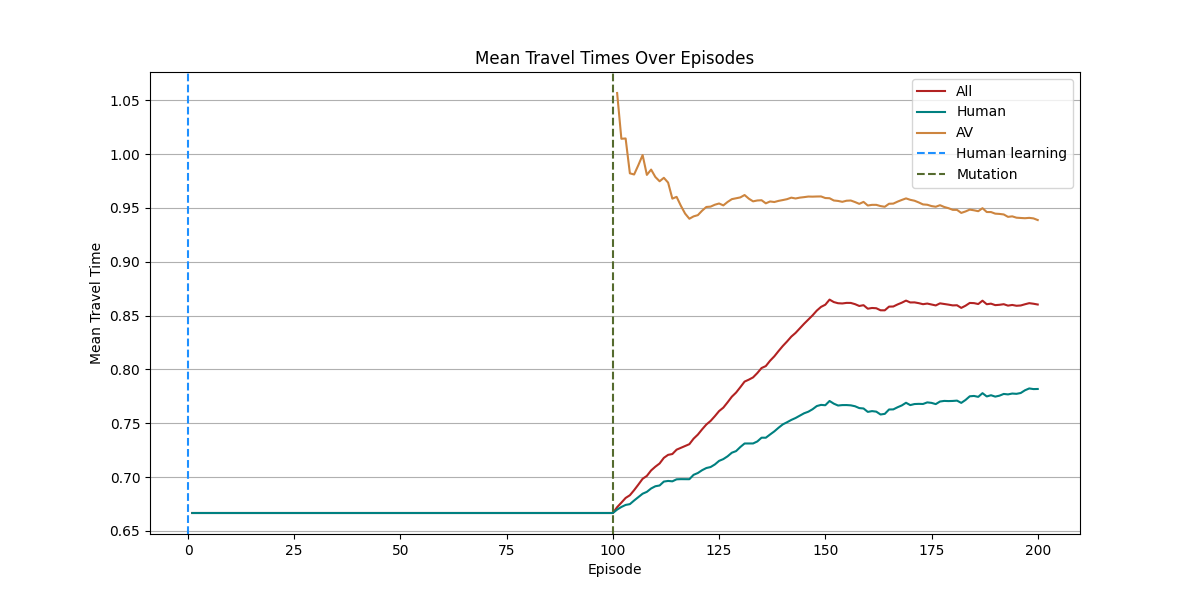 Mean Travel Times Over Episodes
Mean Travel Time
1.05
1.00
0.95
0.90
0.85
0.80
0.75
0.70
0.65
0
25
50
75
100
125
150
175
200
Episode
All
Human
AV
Human learning
Mutation